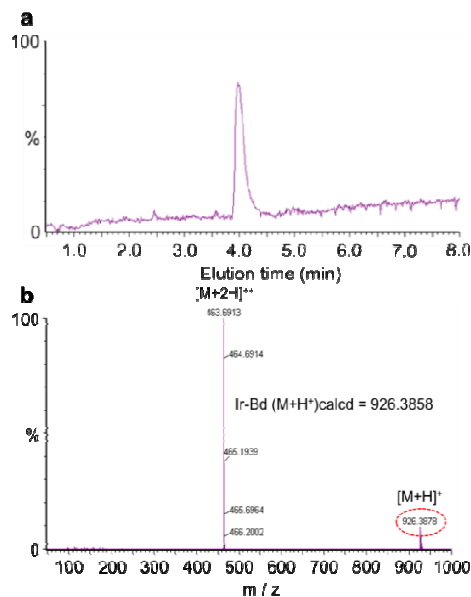 a
100
%
0
1.0 2.0 3.0 4.0 5.0 6.0 7.0 8.0
Elution time (min)
b
[M+2H]⁺⁺
100
463.6913
464.6914
Ir-Bd (M+H⁺)calcd = 926.3858
%
465.1939
465.6964
466.2002
[M+H]⁺
926.3878
0
100 200 300 400 500 600 700 800 900 1000
m / z